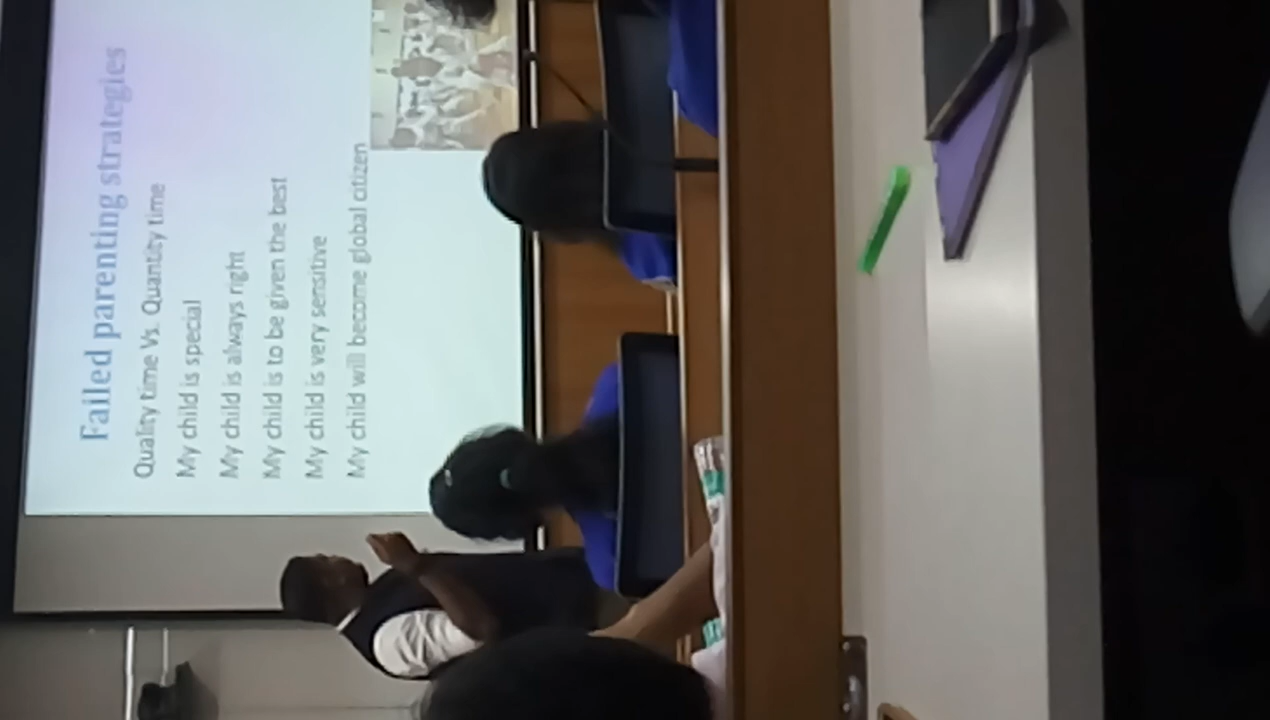 Failed parenting strategies
Quality time Vs. Quantity time
My child is special
My child is always right
My child is to be given the best
My child is very sensitive
My child will become global citizen